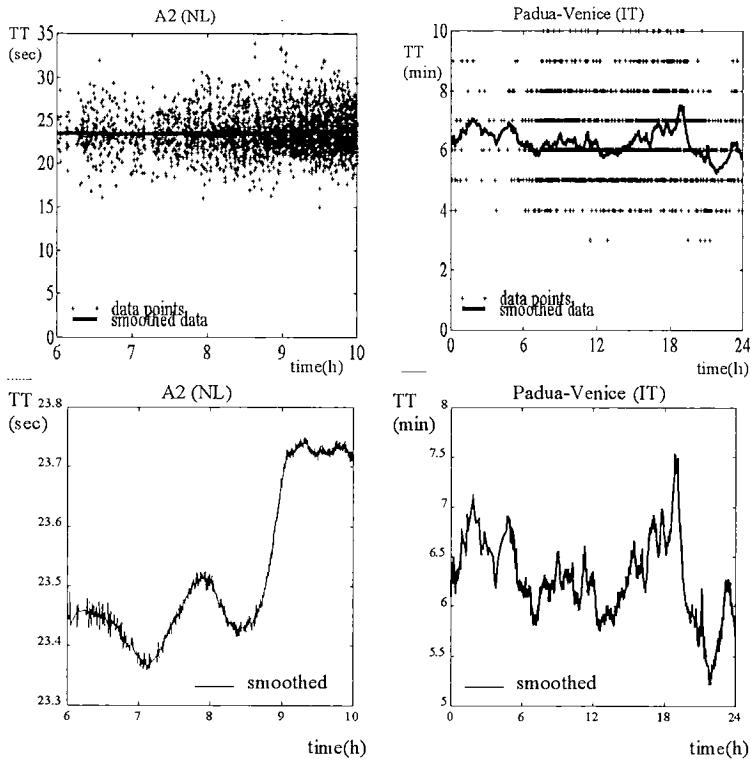 A2 (NL)
TT
(sec)
35
30
25
20
15
10
5
0
data points
smoothed data
6 7 8 9 10
time(h)
Padua-Venice (IT)
TT
(min)
10
8
6
4
2
0
data points
smoothed data
0 6 12 18 24
time(h)
A2 (NL)
TT
(sec)
23.8
23.7
23.6
23.5
23.4
23.3
smoothed
6 7 8 9 10
time(h)
Padua-Venice (IT)
TT
(min)
8
7.5
7
6.5
6
5.5
5
smoothed
0 6 12 18 24
time(h)